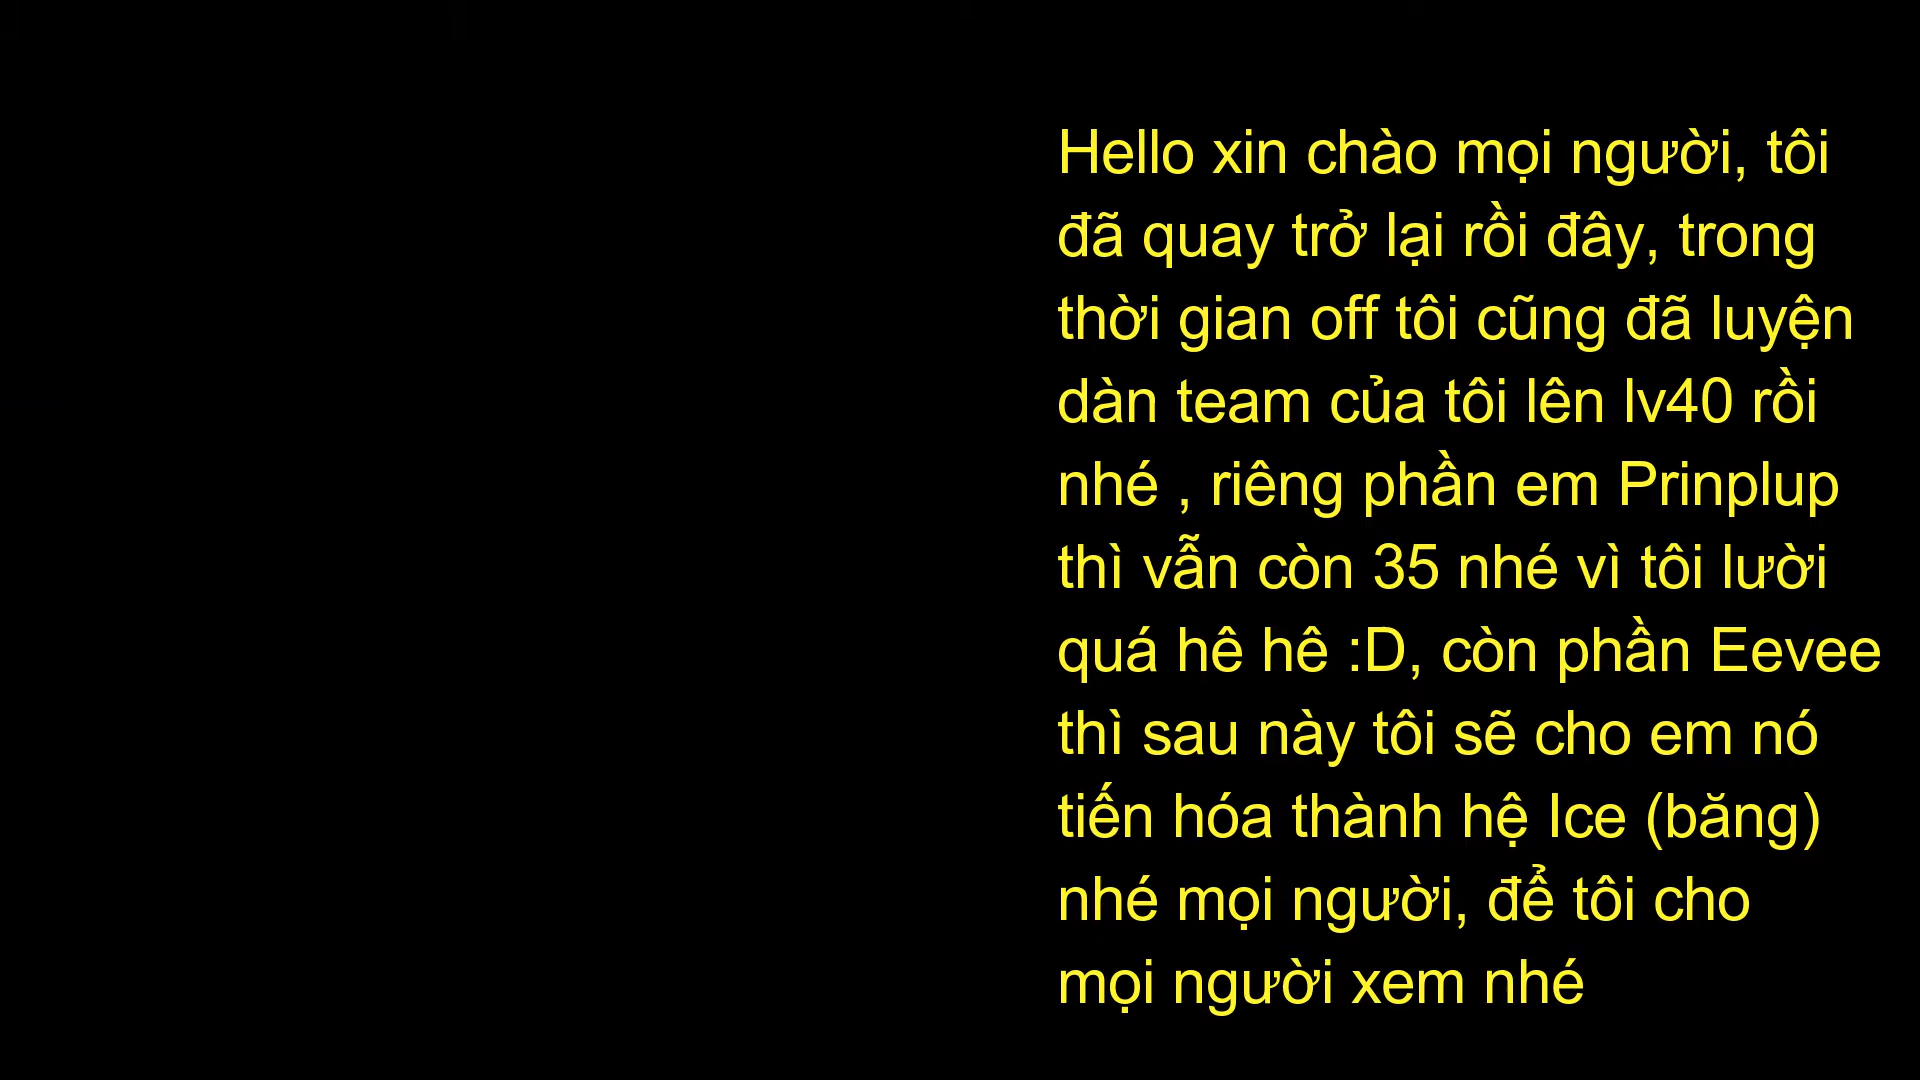 Hello xin chào mọi người, tôi
đã quay trở lại rồi đây, trong
thời gian off tôi cũng đã luyện
dàn team của tôi lên lv40 rồi
nhé , riêng phần em Prinplup
thì vẫn còn 35 nhé vì tôi lười
quá hê hê :D, còn phần Eevee
thì sau này tôi sẽ cho em nó
tiến hóa thành hệ Ice (băng)
nhé mọi người, để tôi cho
mọi người xem nhé